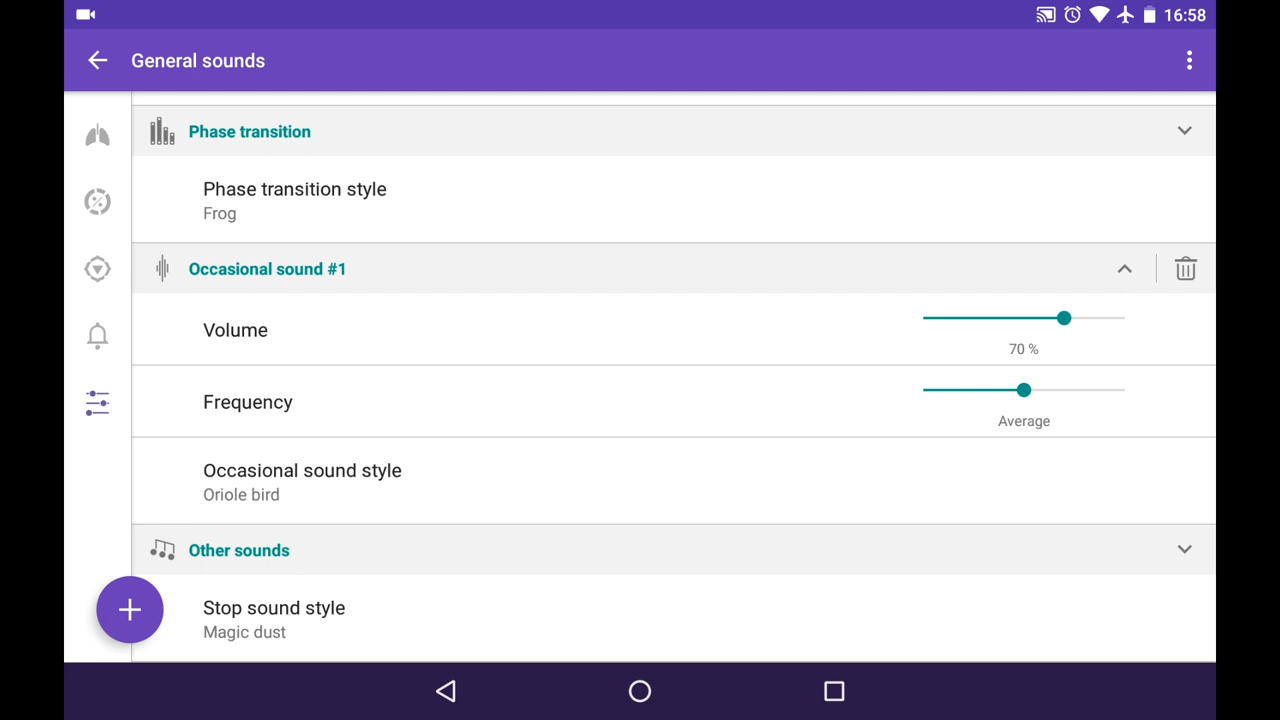 16:58
General sounds
Phase transition
Phase transition style
Frog
Occasional sound #1
Volume
70 %
Frequency
Average
Occasional sound style
Oriole bird
Other sounds
Stop sound style
Magic dust